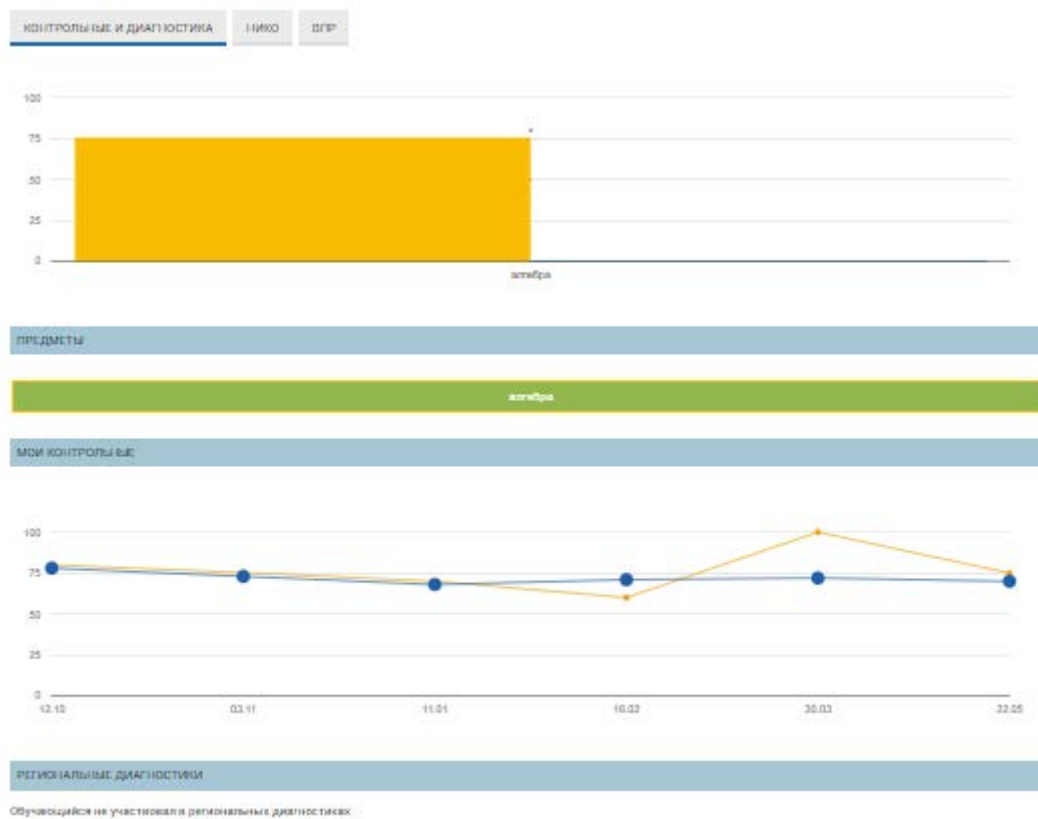 КОНТРОЛЬНЫЕ И ДИАГНОСТИКА НИКО ВПР
100
75
50
25
0
алгебра
ПРЕДМЕТЫ
алгебра
МОИ КОНТРОЛЬНЫЕ
100
75
50
25
0
12.10 03.11 11.01 16.02 30.03 22.05
РЕГИОНАЛЬНЫЕ ДИАГНОСТИКИ
Обучающийся не участвовал в региональных диагностиках